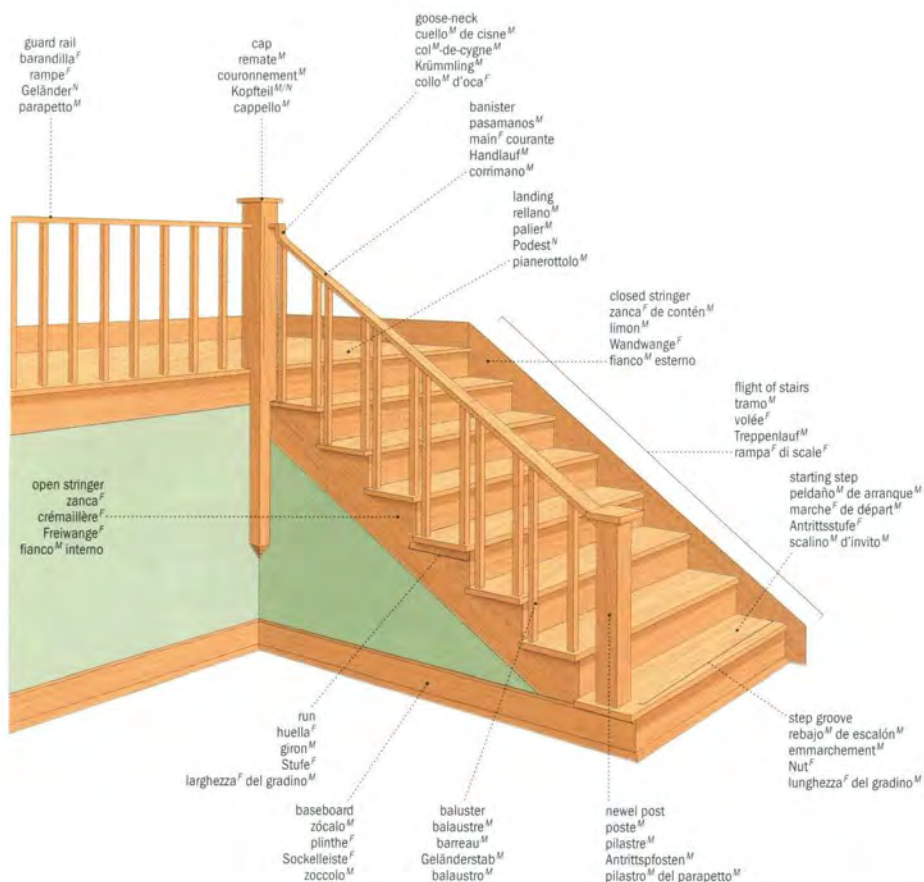 guard rail
barandilla^F
rampe^F
Geländer^N
parapetto^M
cap
remate^M
couronnement^M
Kopfteil^M/N
cappello^M
goose-neck
cuello^M de cisne^M
col^M-de-cygne^M
Krümmling^M
collo^M d'oca^F
banister
pasamanos^M
main^F courante
Handlauf^M
corrimano^M
landing
rellano^M
palier^M
Podest^N
pianerottolo^M
closed stringer
zanca^F de contén^M
limon^M
Wandwange^F
fianco^M esterno
flight of stairs
tramo^M
volée^F
Treppenlauf^M
rampa^F di scale^F
starting step
peldaño^M de arranque^M
marche^F de départ^M
Antrittsstufe^F
scalino^M d'invito^M
open stringer
zanca^F
crémaillère^F
Freiwange^F
fianco^M interno
run
huella^F
giron^M
Stufe^F
larghezza^F del gradino^M
step groove
rebajo^M de escalón^M
emmarchement^M
Nut^F
lunghezza^F del gradino^M
baseboard
zócalo^M
plinthe^F
Sockelleiste^F
zoccolo^M
baluster
balaustre^M
barreau^M
Geländerstab^M
balaustro^M
newel post
poste^M
pilastre^M
Antrittspfosten^M
pilastro^M del parapetto^M